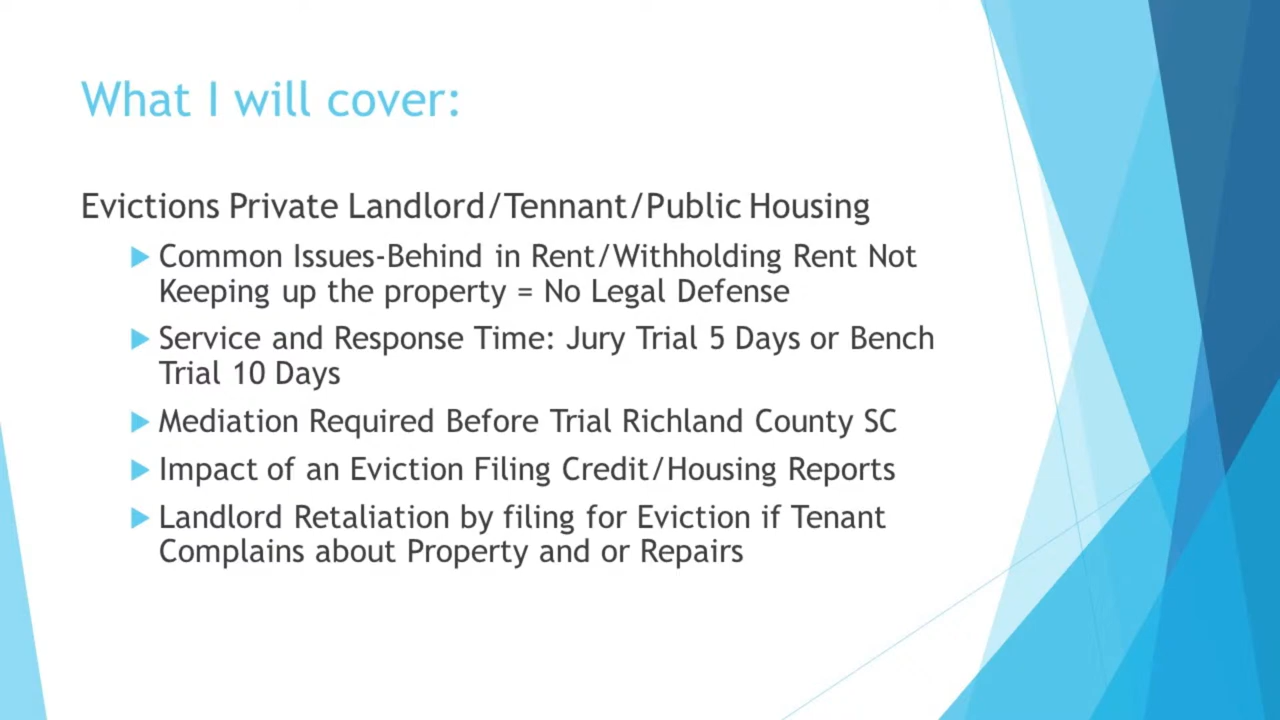 What I will cover:
Evictions Private Landlord/Tennant/Public Housing
Common Issues-Behind in Rent/Withholding Rent Not
Keeping up the property = No Legal Defense
Service and Response Time: Jury Trial 5 Days or Bench
Trial 10 Days
Mediation Required Before Trial Richland County SC
Impact of an Eviction Filing Credit/Housing Reports
Landlord Retaliation by filing for Eviction if Tenant
Complains about Property and or Repairs